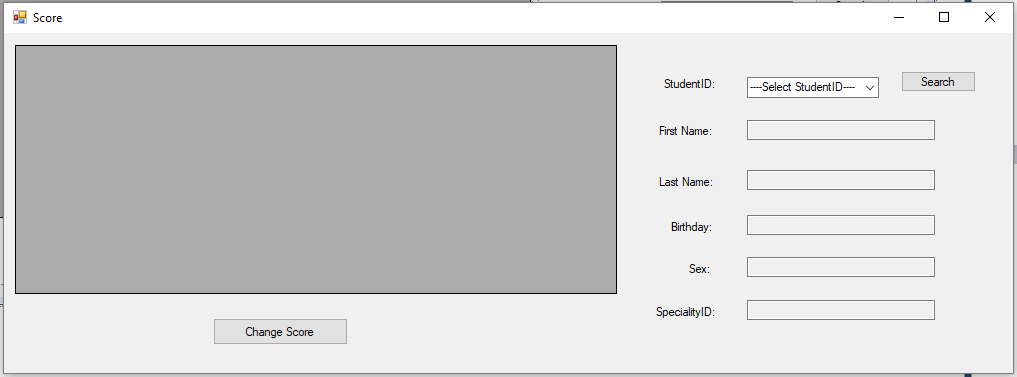 Score
StudentID:
----Select StudentID----
Search
First Name:
Last Name:
Birthday:
Sex:
SpecialityID:
Change Score